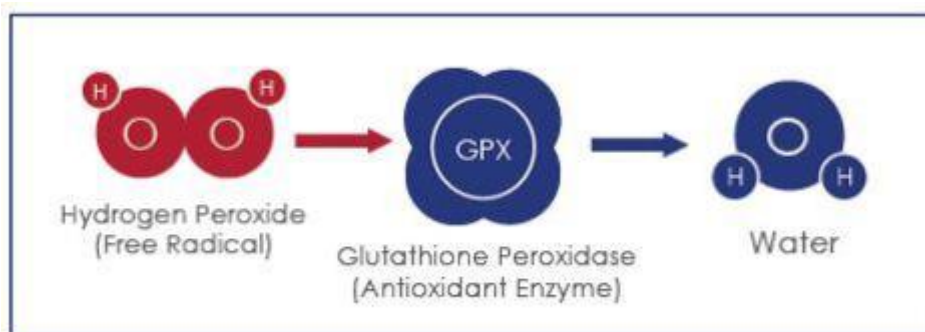 H
H
O
O
GPX
O
H
H
Hydrogen Peroxide
(Free Radical)
Glutathione Peroxidase
(Antioxidant Enzyme)
Water